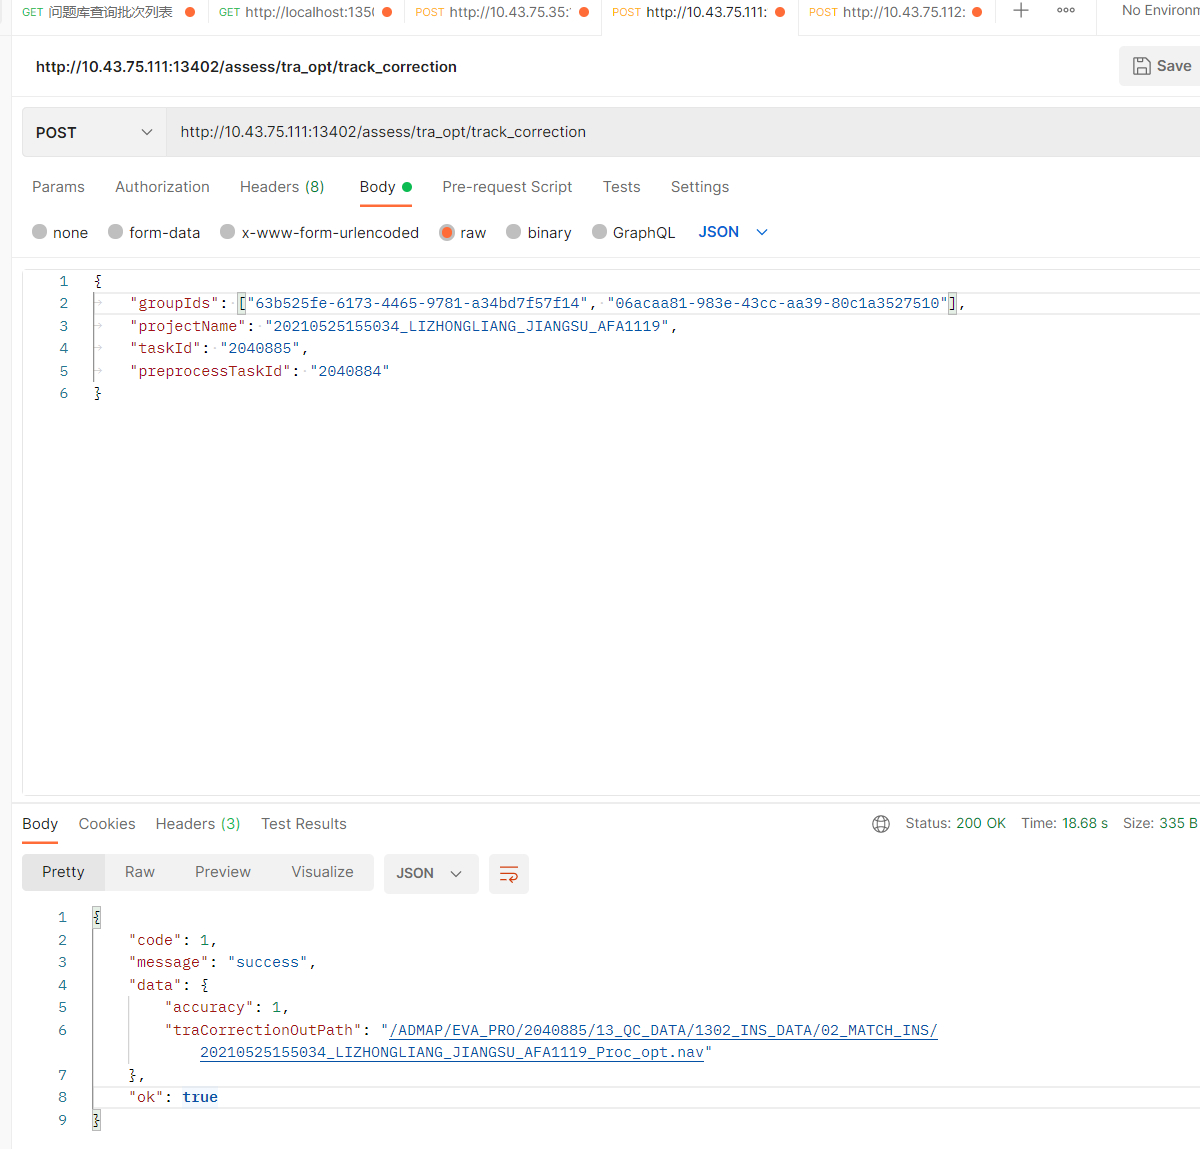 GET 问题库查询批次列表 GET http://localhost:135 POST http://10.43.75.35: POST http://10.43.75.111: POST http://10.43.75.112: No Environm
http://10.43.75.111:13402/assess/tra_opt/track_correction Save
POST http://10.43.75.111:13402/assess/tra_opt/track_correction
Params Authorization Headers (8) Body Pre-request Script Tests Settings
none form-data x-www-form-urlencoded raw binary GraphQL JSON
1 {
2 "groupIds": ["63b525fe-6173-4465-9781-a34bd7f57f14", "06acaa81-983e-43cc-aa39-80c1a3527510"],
3 "projectName": "20210525155034_LIZHONGLIANG_JIANGSU_AFA1119",
4 "taskId": "2040885",
5 "preprocessTaskId": "2040884"
6 }
Body Cookies Headers (3) Test Results Status: 200 OK Time: 18.68 s Size: 335 B
Pretty Raw Preview Visualize JSON
1 {
2 "code": 1,
3 "message": "success",
4 "data": {
5 "accuracy": 1,
6 "traCorrectionOutPath": "/ADMAP/EVA_PRO/2040885/13_QC_DATA/1302_INS_DATA/02_MATCH_INS/
20210525155034_LIZHONGLIANG_JIANGSU_AFA1119_Proc_opt.nav"
7 },
8 "ok": true
9 }